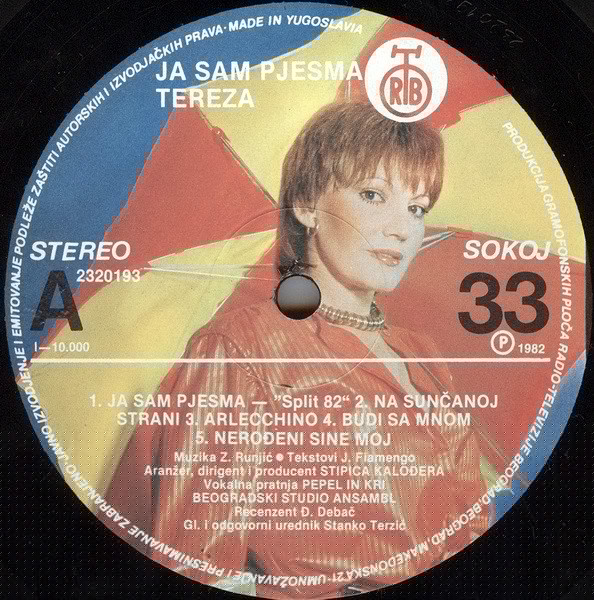 JA SAM PJESMA
TEREZA
RTB
STEREO
A
2320193
I—10.000
SOKOJ
33
P 1982
1. JA SAM PJESMA — "Split 82" 2. NA SUNČANOJ
STRANI 3. ARLECCHINO 4. BUDI SA MNOM
5. NEROĐENI SINE MOJ
Muzika Z. Runjić ● Tekstovi J. Fiamengo
Aranžer, dirigent i producent STIPICA KALOĐERA
Vokalna pratnja PEPEL IN KRI
BEOGRADSKI STUDIO ANSAMBL
Recenzent Đ. Debač
Gl. i odgovorni urednik Stanko Terzić
PRODUKCIJA GRAMOFONSKIH PLOČA RADIO-TELEVIZIJE BEOGRAD, BEOGRAD, MAKEDONSKA 21 · UMNOŽAVANJE I PRESNIMAVANJE ZABRANJENO · JAVNO IZVODJENJE I EMITOVANJE PODLEŽE ZAŠTITI AUTORSKIH I IZVODJAČKIH PRAVA · MADE IN YUGOSLAVIA